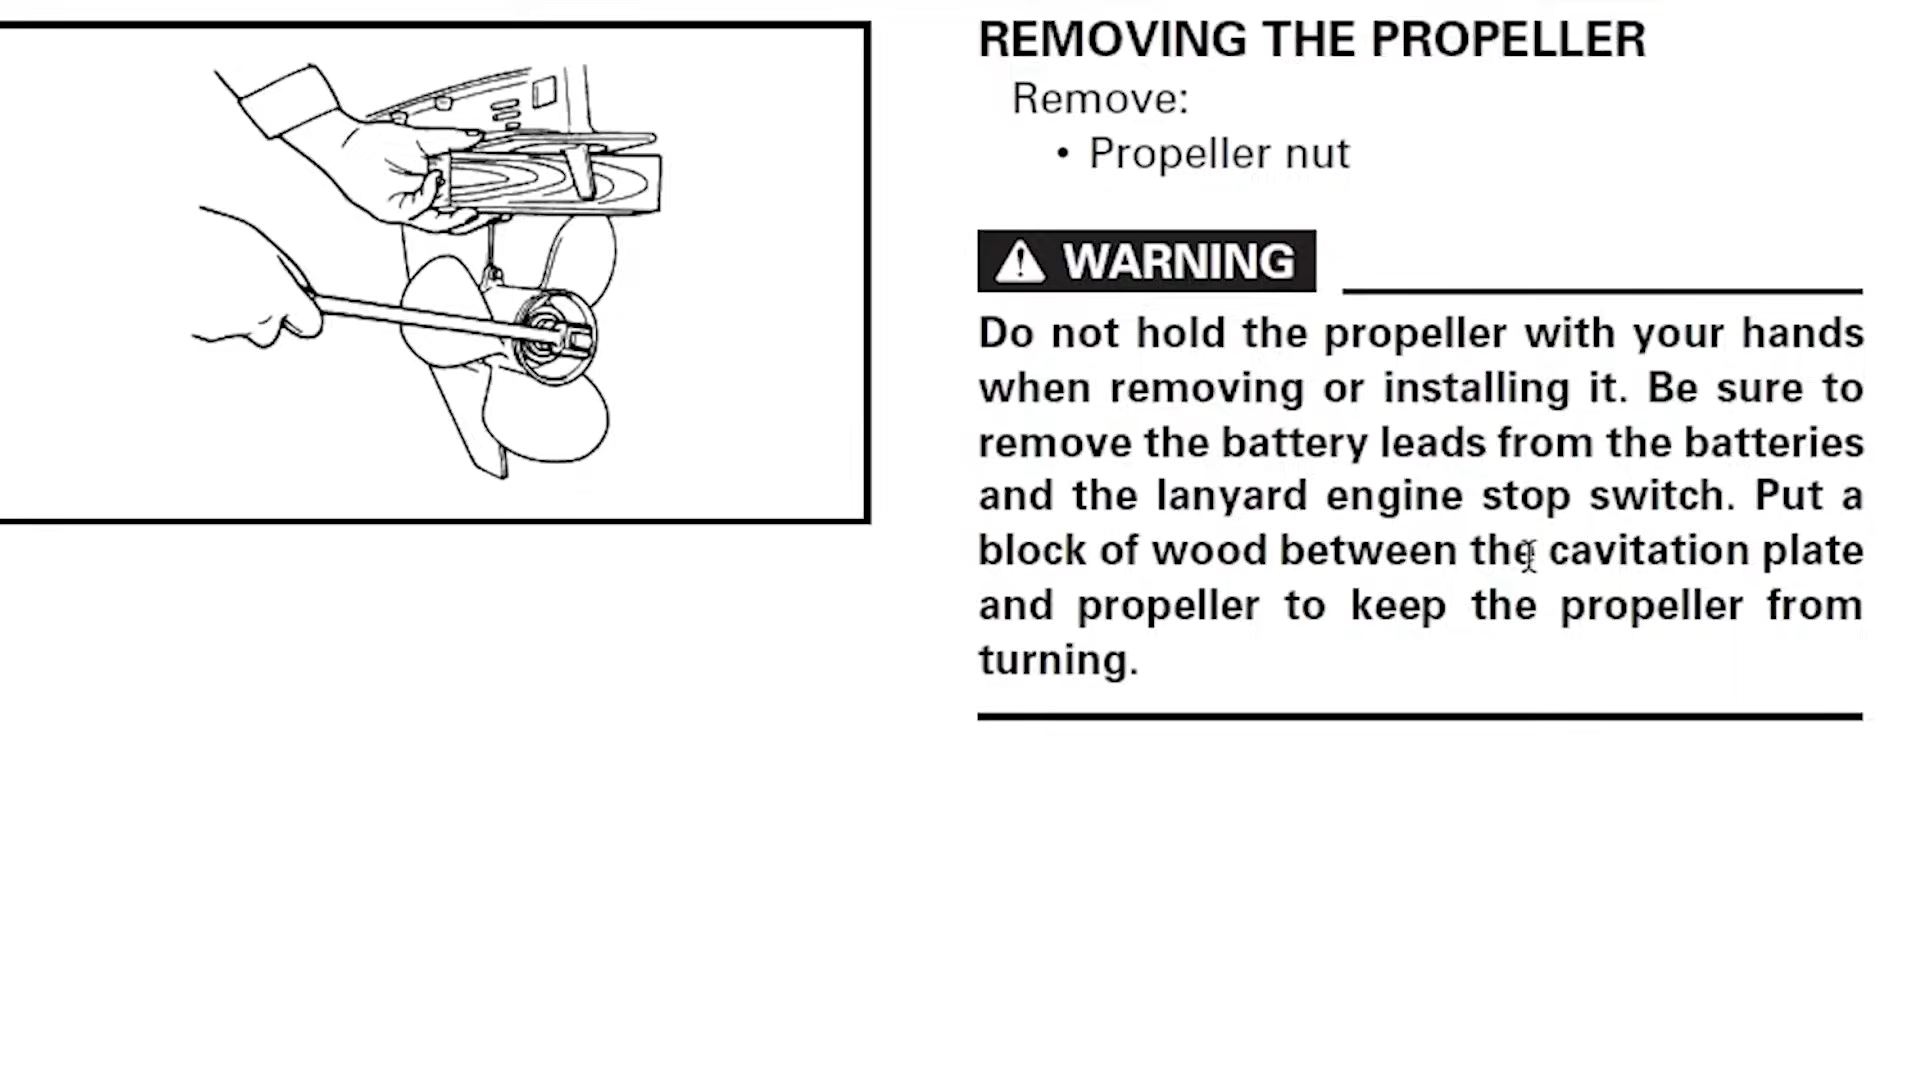 REMOVING THE PROPELLER
Remove:
• Propeller nut
WARNING
Do not hold the propeller with your hands
when removing or installing it. Be sure to
remove the battery leads from the batteries
and the lanyard engine stop switch. Put a
block of wood between the cavitation plate
and propeller to keep the propeller from
turning.